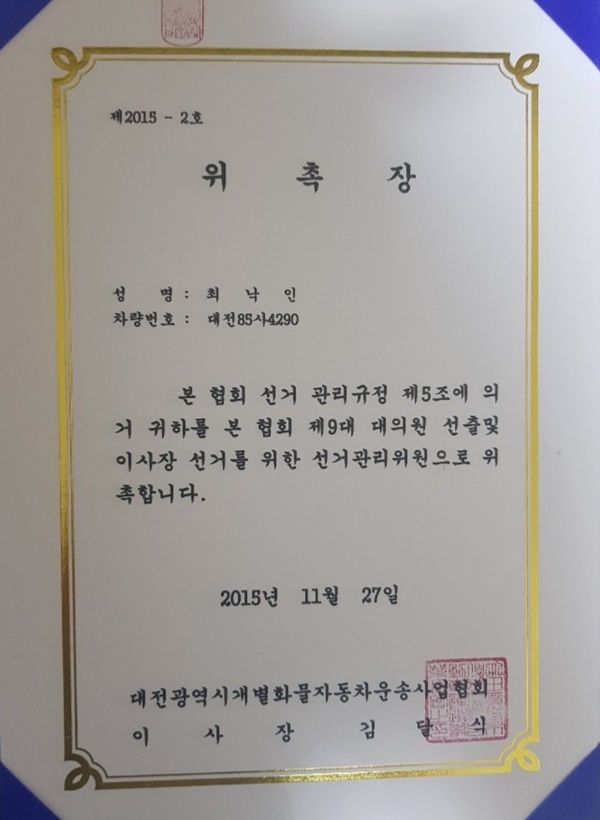 제2015 - 2호
위 촉 장
성 명 : 최 낙 인
차량번호 : 대전85사4290
본 협회 선거 관리규정 제5조에 의
거 귀하를 본 협회 제9대 대의원 선출및
이사장 선거를 위한 선거관리위원으로 위
촉합니다.
2015년 11월 27일
대전광역시개별화물자동차운송사업협회
이 사 장 김 달 식